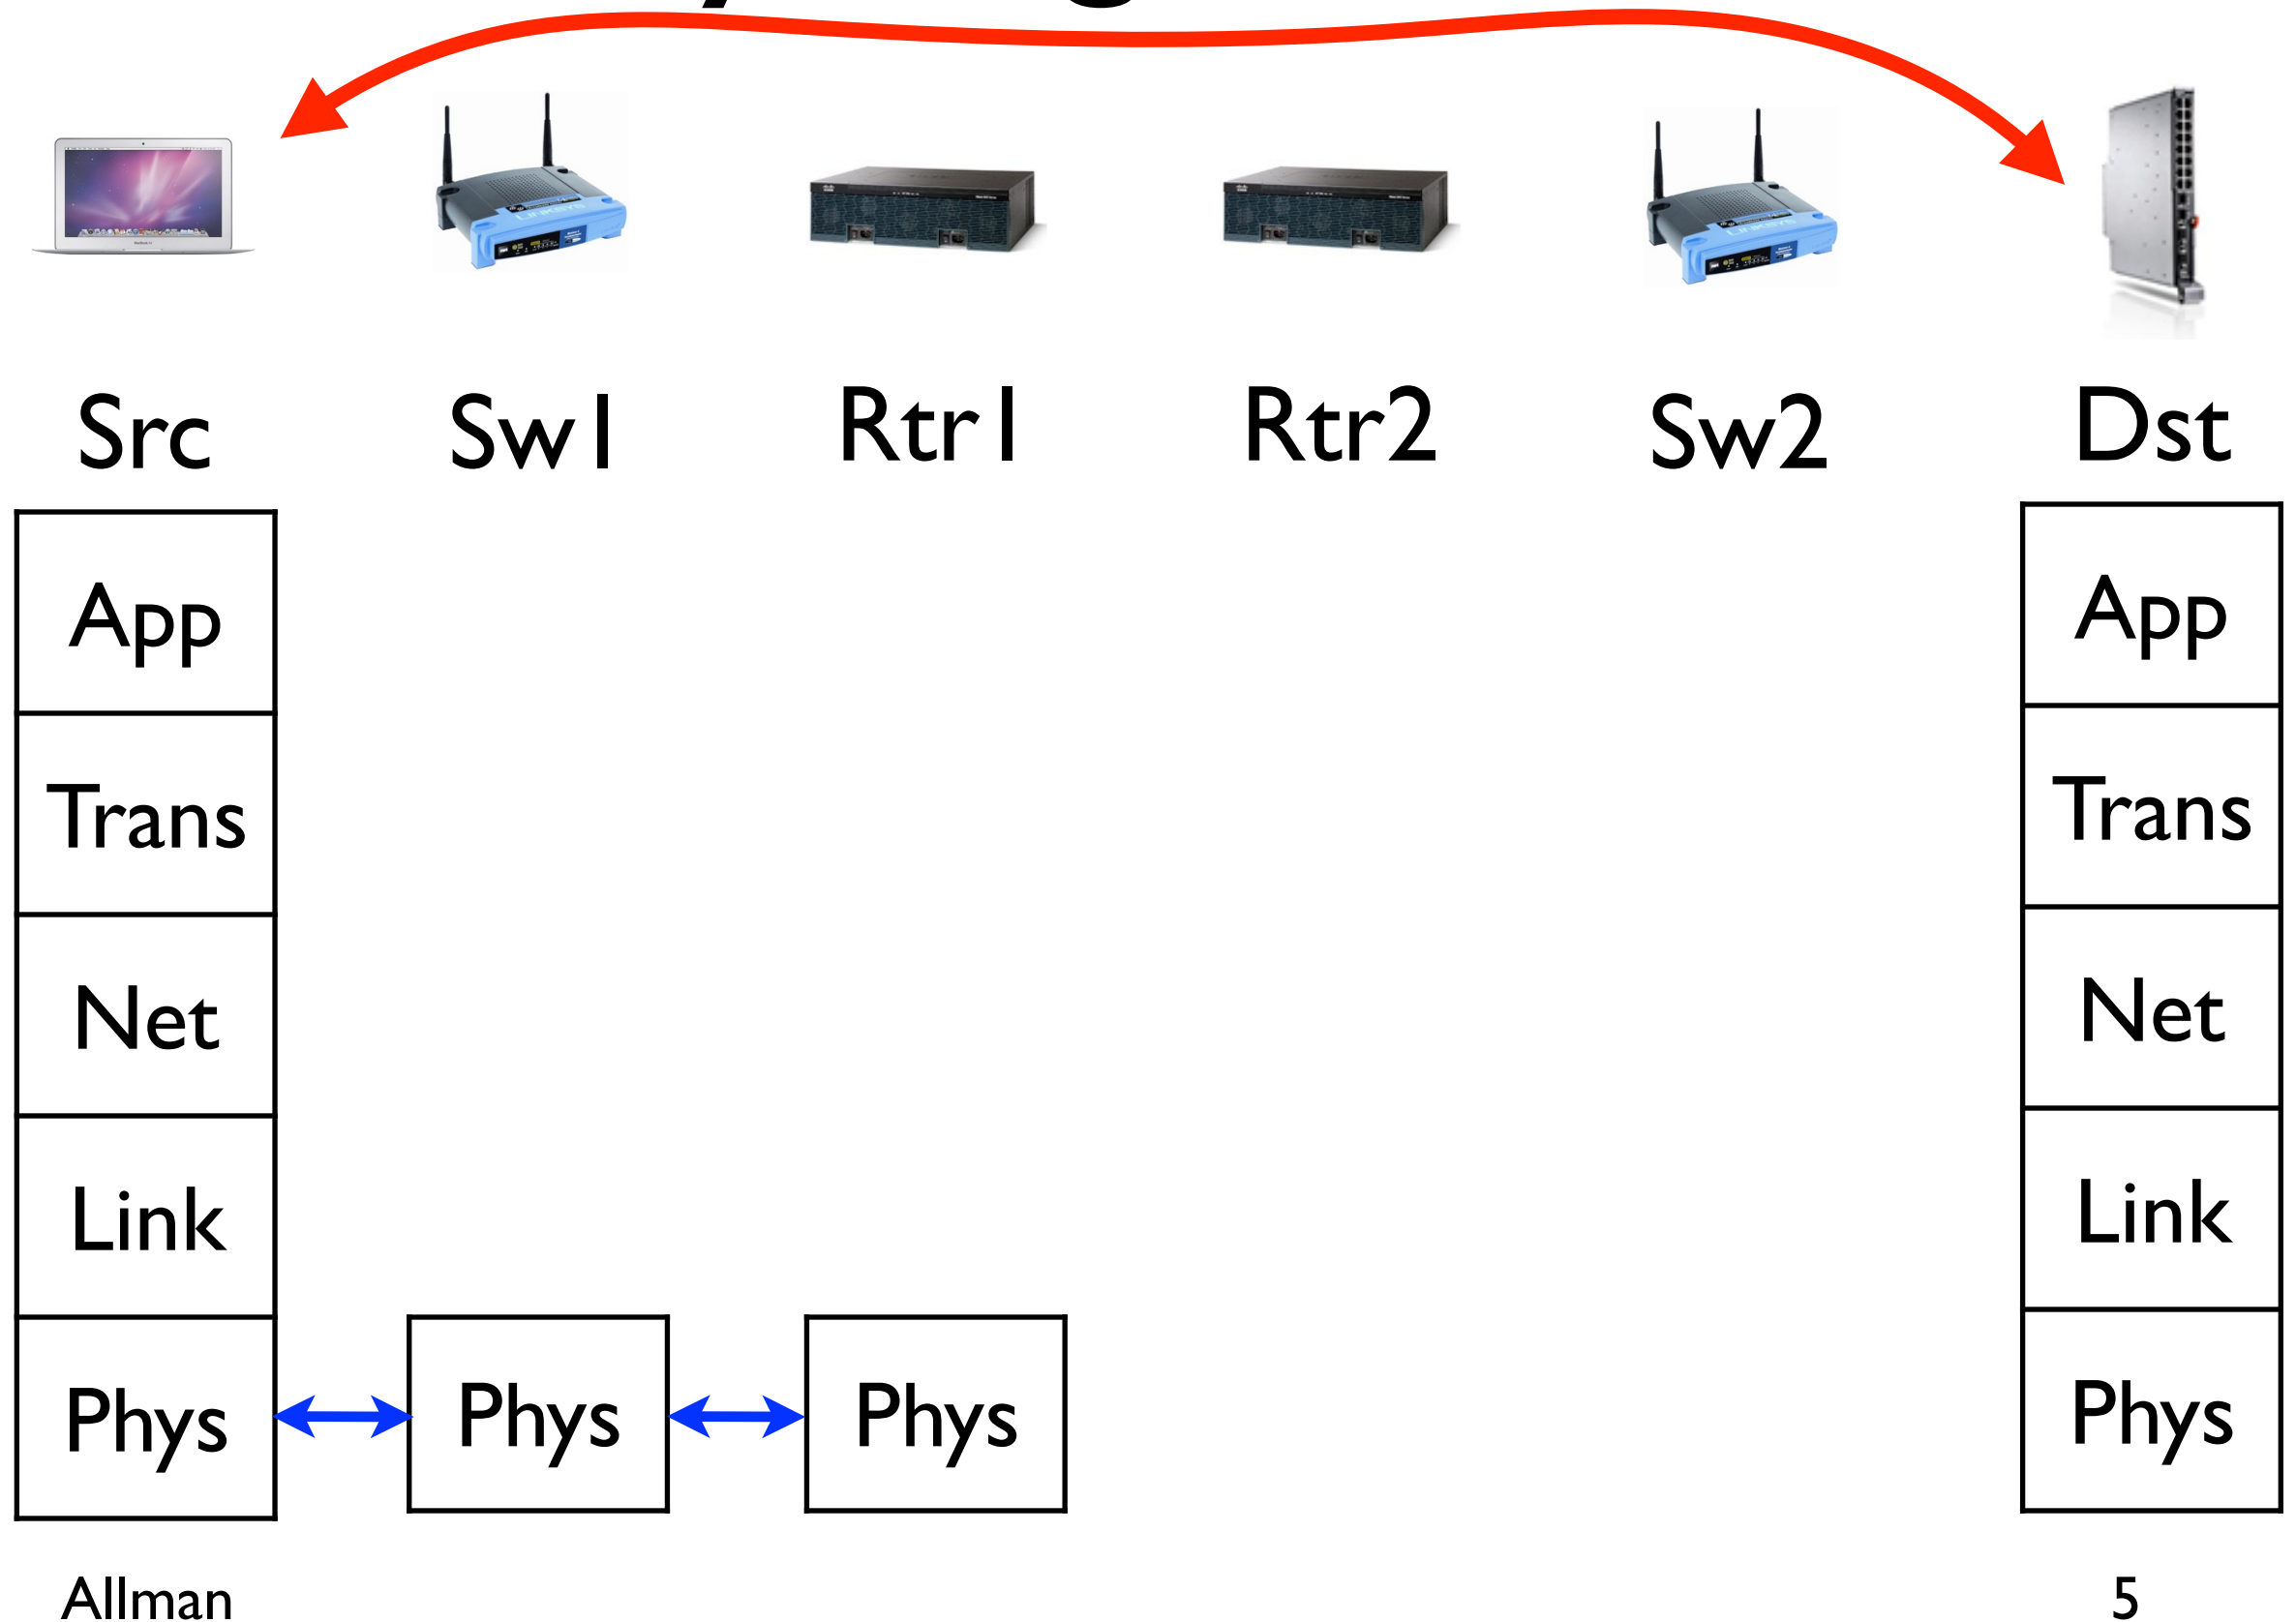 Src Sw1 Rtr1 Rtr2 Sw2 Dst
App App
Trans Trans
Net Net
Link Link
Phys Phys Phys Phys
Allman 5